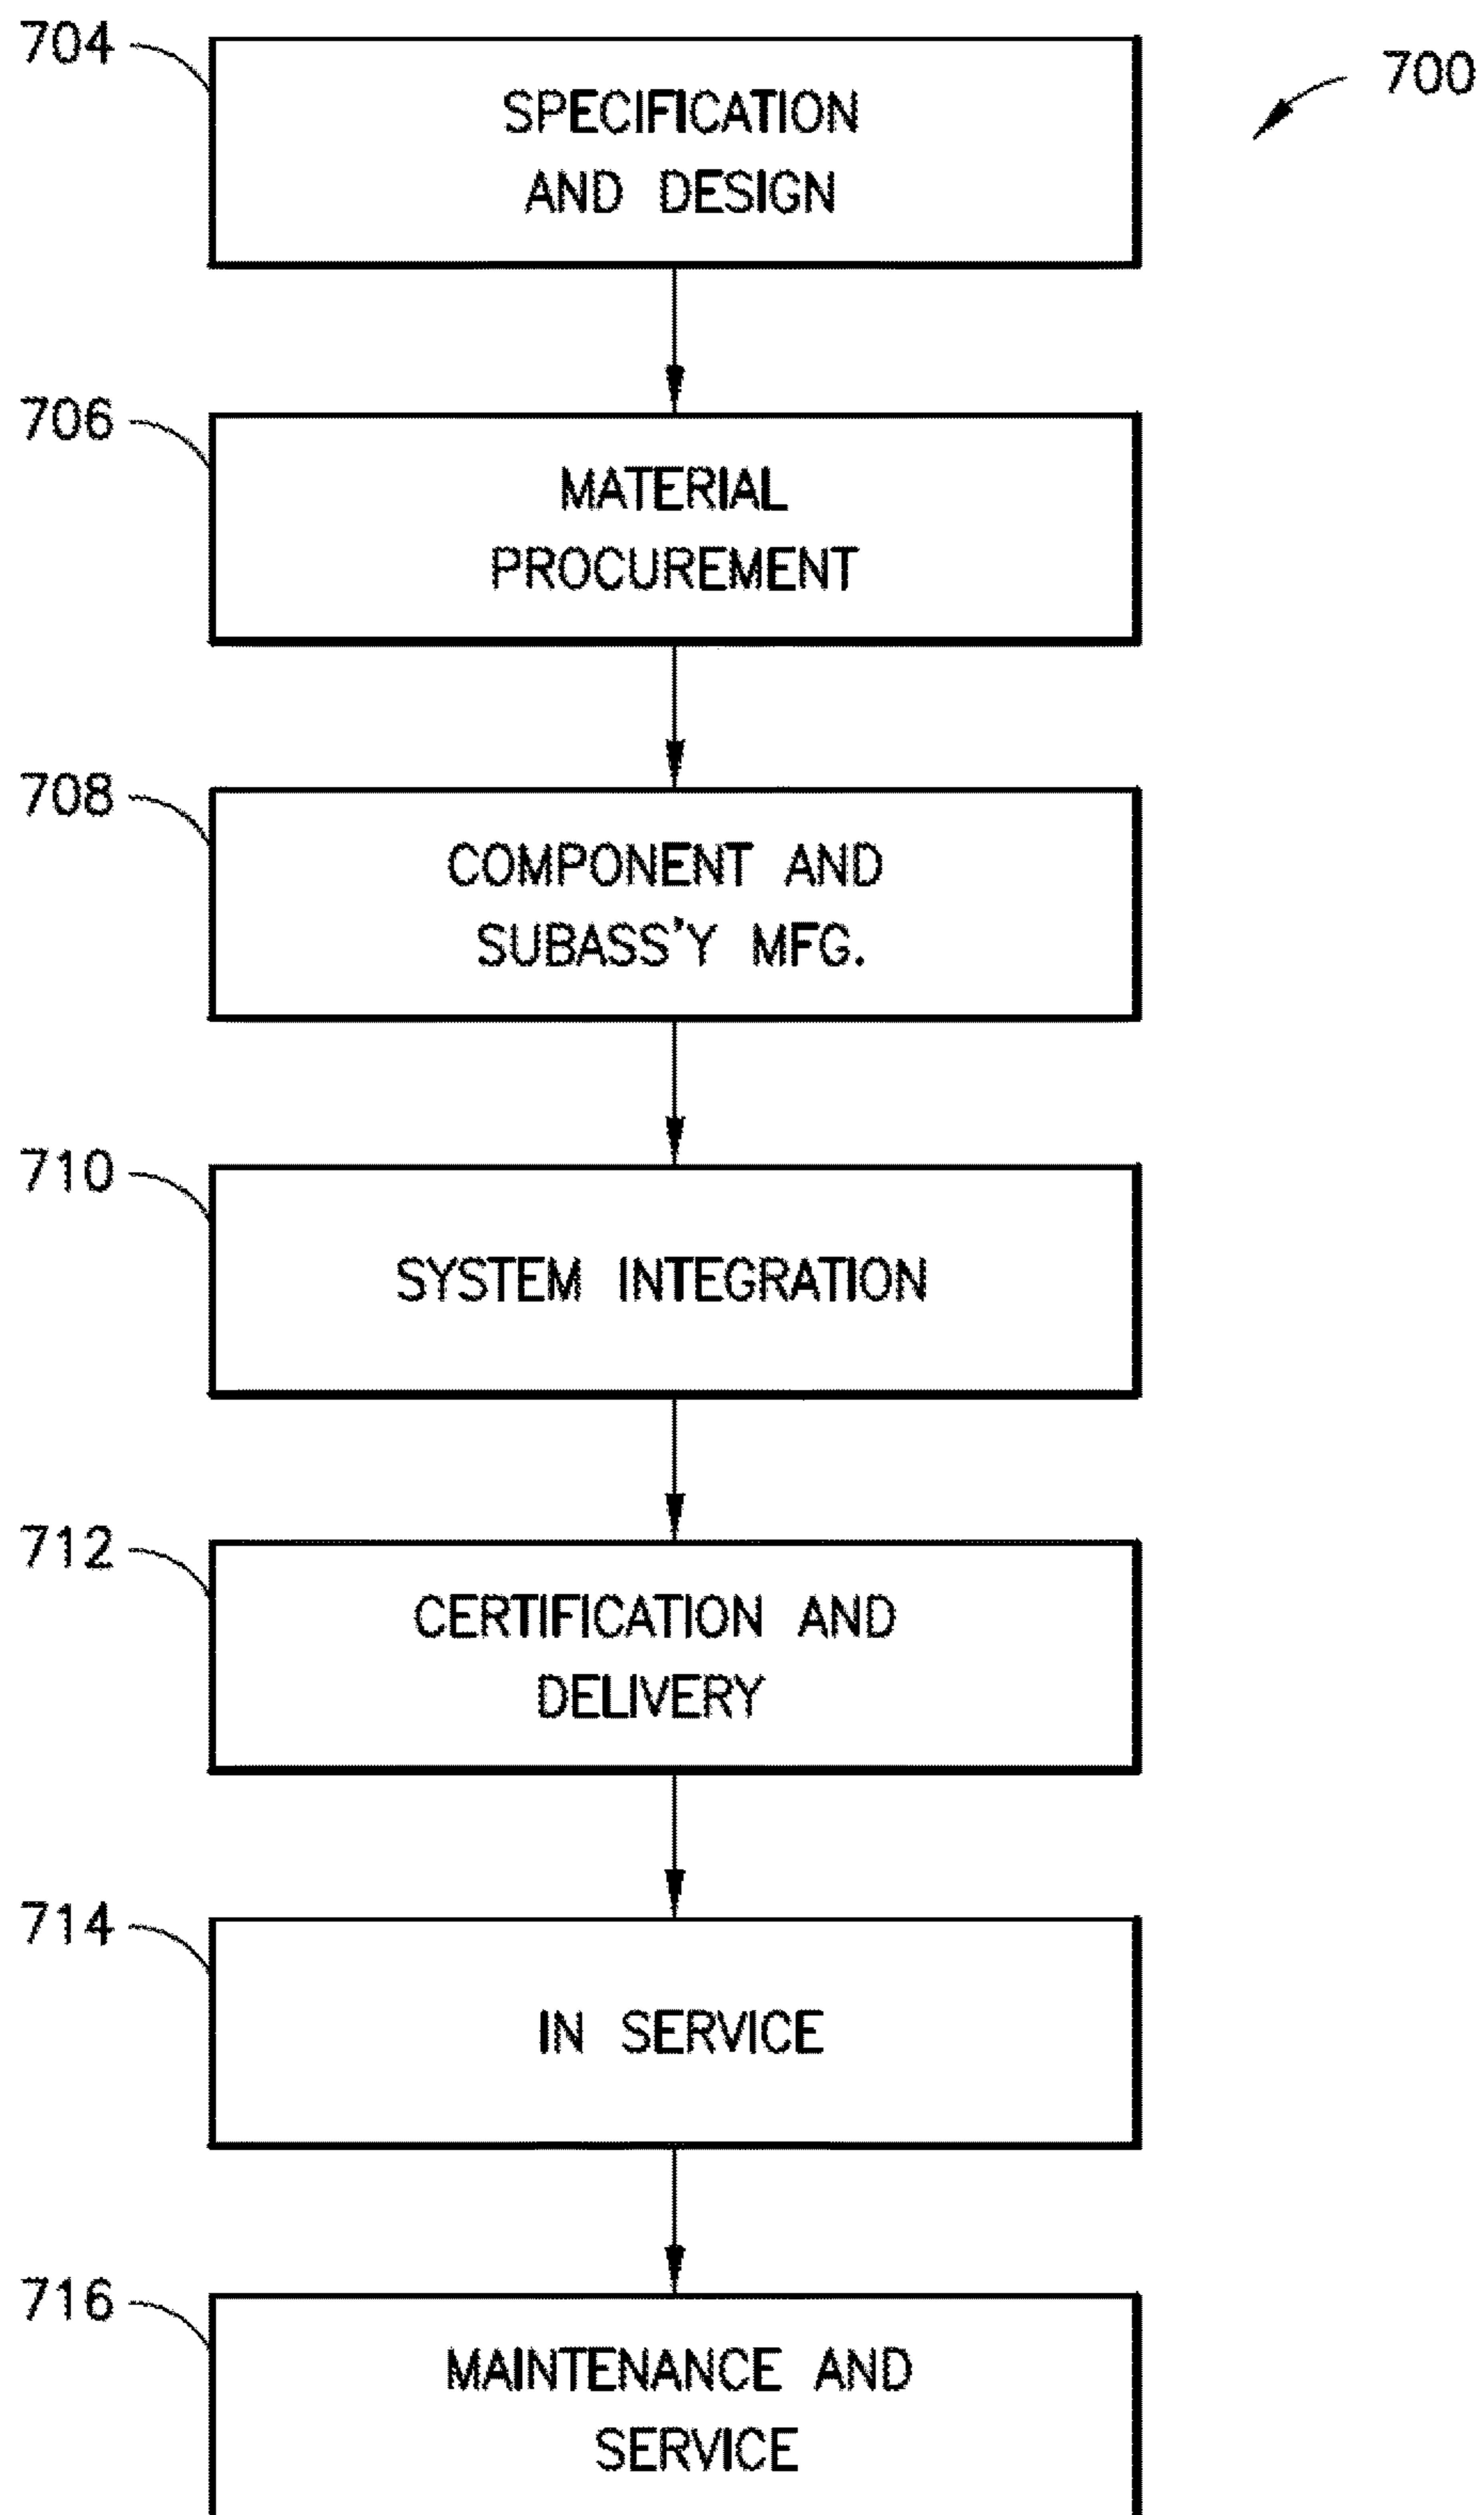 704
700
SPECIFICATION
AND DESIGN
706
MATERIAL
PROCUREMENT
708
COMPONENT AND
SUBASS'Y MFG.
710
SYSTEM INTEGRATION
712
CERTIFICATION AND
DELIVERY
714
IN SERVICE
716
MAINTENANCE AND
SERVICE